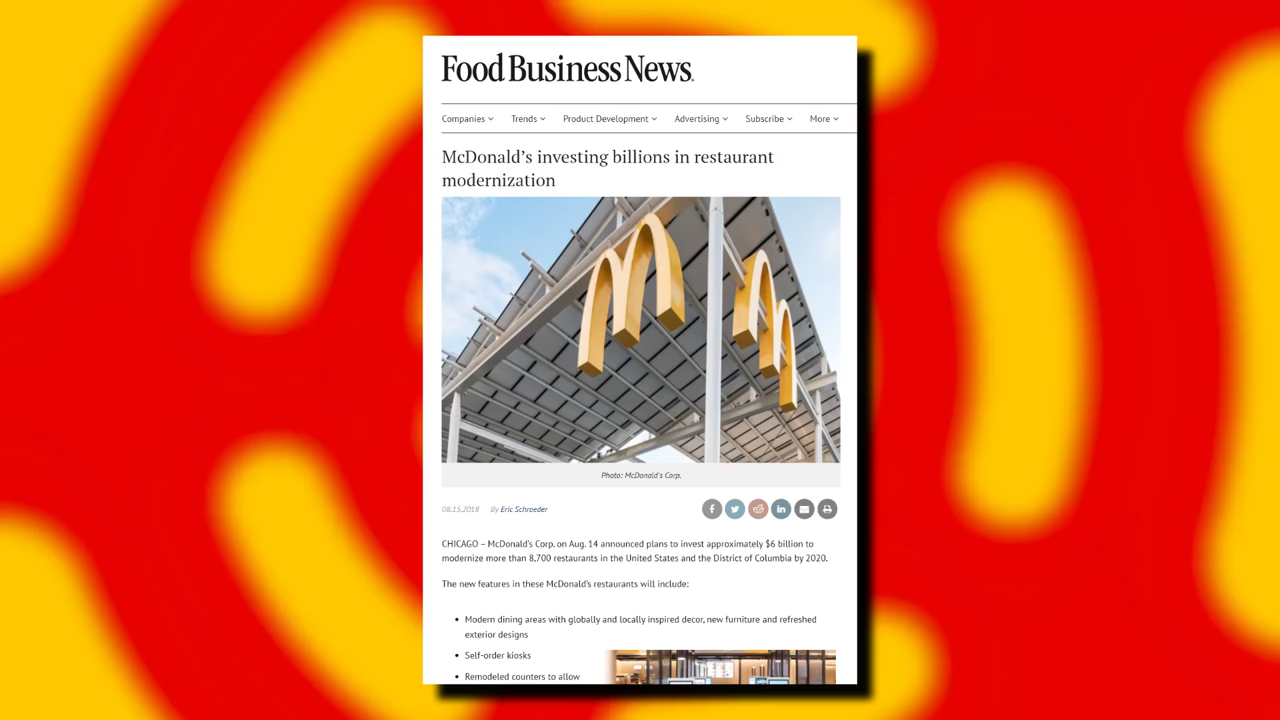 Food Business News.
Companies Trends Product Development Advertising Subscribe More
McDonald's investing billions in restaurant
modernization
Photo: McDonald's Corp.
08.15.2018 By Eric Schroeder
CHICAGO – McDonald's Corp. on Aug. 14 announced plans to invest approximately $6 billion to
modernize more than 8,700 restaurants in the United States and the District of Columbia by 2020.
The new features in these McDonald's restaurants will include:
• Modern dining areas with globally and locally inspired decor, new furniture and refreshed
exterior designs
• Self-order kiosks
• Remodeled counters to allow